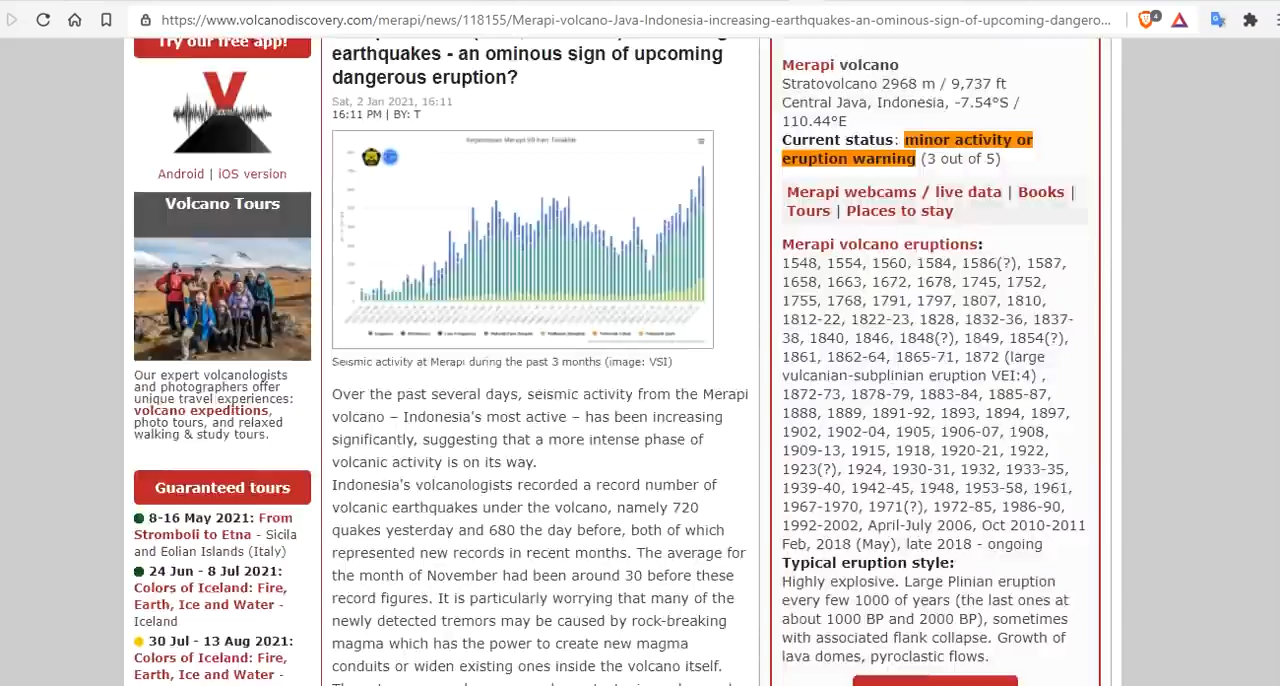 https://www.volcanodiscovery.com/merapi/news/118155/Merapi-volcano-Java-Indonesia-increasing-earthquakes-an-ominous-sign-of-upcoming-dangero...
4
Try our free app!
Android | iOS version
Volcano Tours
Our expert volcanologists
and photographers offer
unique travel experiences:
volcano expeditions,
photo tours, and relaxed
walking & study tours.
Guaranteed tours
8-16 May 2021: From
Stromboli to Etna - Sicila
and Eolian Islands (Italy)
24 Jun - 8 Jul 2021:
Colors of Iceland: Fire,
Earth, Ice and Water -
Iceland
30 Jul - 13 Aug 2021:
Colors of Iceland: Fire,
Earth, Ice and Water -
earthquakes - an ominous sign of upcoming
dangerous eruption?
Sat, 2 Jan 2021, 16:11
16:11 PM | BY: T
Seismic activity at Merapi during the past 3 months (image: VSI)
Over the past several days, seismic activity from the Merapi
volcano – Indonesia's most active – has been increasing
significantly, suggesting that a more intense phase of
volcanic activity is on its way.
Indonesia's volcanologists recorded a record number of
volcanic earthquakes under the volcano, namely 720
quakes yesterday and 680 the day before, both of which
represented new records in recent months. The average for
the month of November had been around 30 before these
record figures. It is particularly worrying that many of the
newly detected tremors may be caused by rock-breaking
magma which has the power to create new magma
conduits or widen existing ones inside the volcano itself.
Merapi volcano
Stratovolcano 2968 m / 9,737 ft
Central Java, Indonesia, -7.54°S /
110.44°E
Current status: minor activity or
eruption warning (3 out of 5)
Merapi webcams / live data | Books |
Tours | Places to stay
Merapi volcano eruptions:
1548, 1554, 1560, 1584, 1586(?), 1587,
1658, 1663, 1672, 1678, 1745, 1752,
1755, 1768, 1791, 1797, 1807, 1810,
1812-22, 1822-23, 1828, 1832-36, 1837-
38, 1840, 1846, 1848(?), 1849, 1854(?),
1861, 1862-64, 1865-71, 1872 (large
vulcanian-subplinian eruption VEI:4) ,
1872-73, 1878-79, 1883-84, 1885-87,
1888, 1889, 1891-92, 1893, 1894, 1897,
1902, 1902-04, 1905, 1906-07, 1908,
1909-13, 1915, 1918, 1920-21, 1922,
1923(?), 1924, 1930-31, 1932, 1933-35,
1939-40, 1942-45, 1948, 1953-58, 1961,
1967-1970, 1971(?), 1972-85, 1986-90,
1992-2002, April-July 2006, Oct 2010-2011
Feb, 2018 (May), late 2018 - ongoing
Typical eruption style:
Highly explosive. Large Plinian eruption
every few 1000 of years (the last ones at
about 1000 BP and 2000 BP), sometimes
with associated flank collapse. Growth of
lava domes, pyroclastic flows.